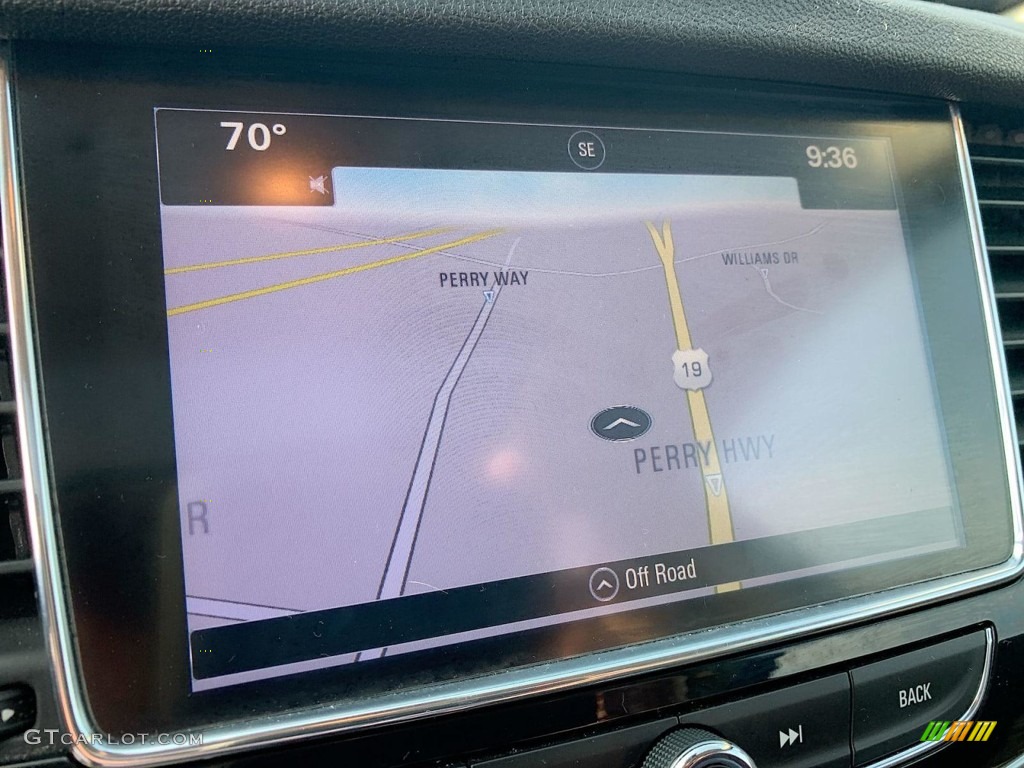 70°
SE
9:36
WILLIAMS DR
PERRY WAY
19
PERRY HWY
R
Off Road
BACK
GTCARLOT.COM